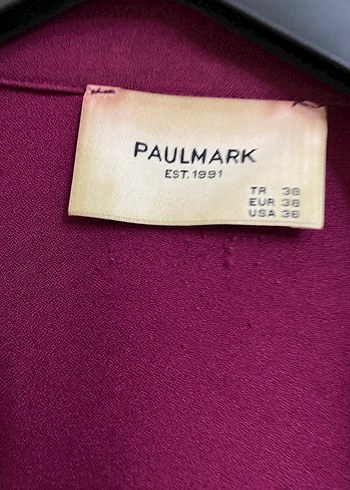 PAULMARK
EST.1991
TR 38
EUR 38
USA 36